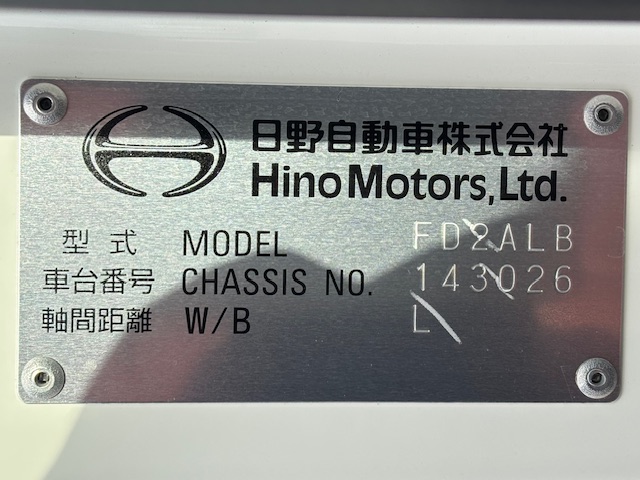 日野自動車株式会社
Hino Motors, Ltd.
型式 MODEL FD2ALB
車台番号 CHASSIS NO. 143026
軸間距離 W/B L